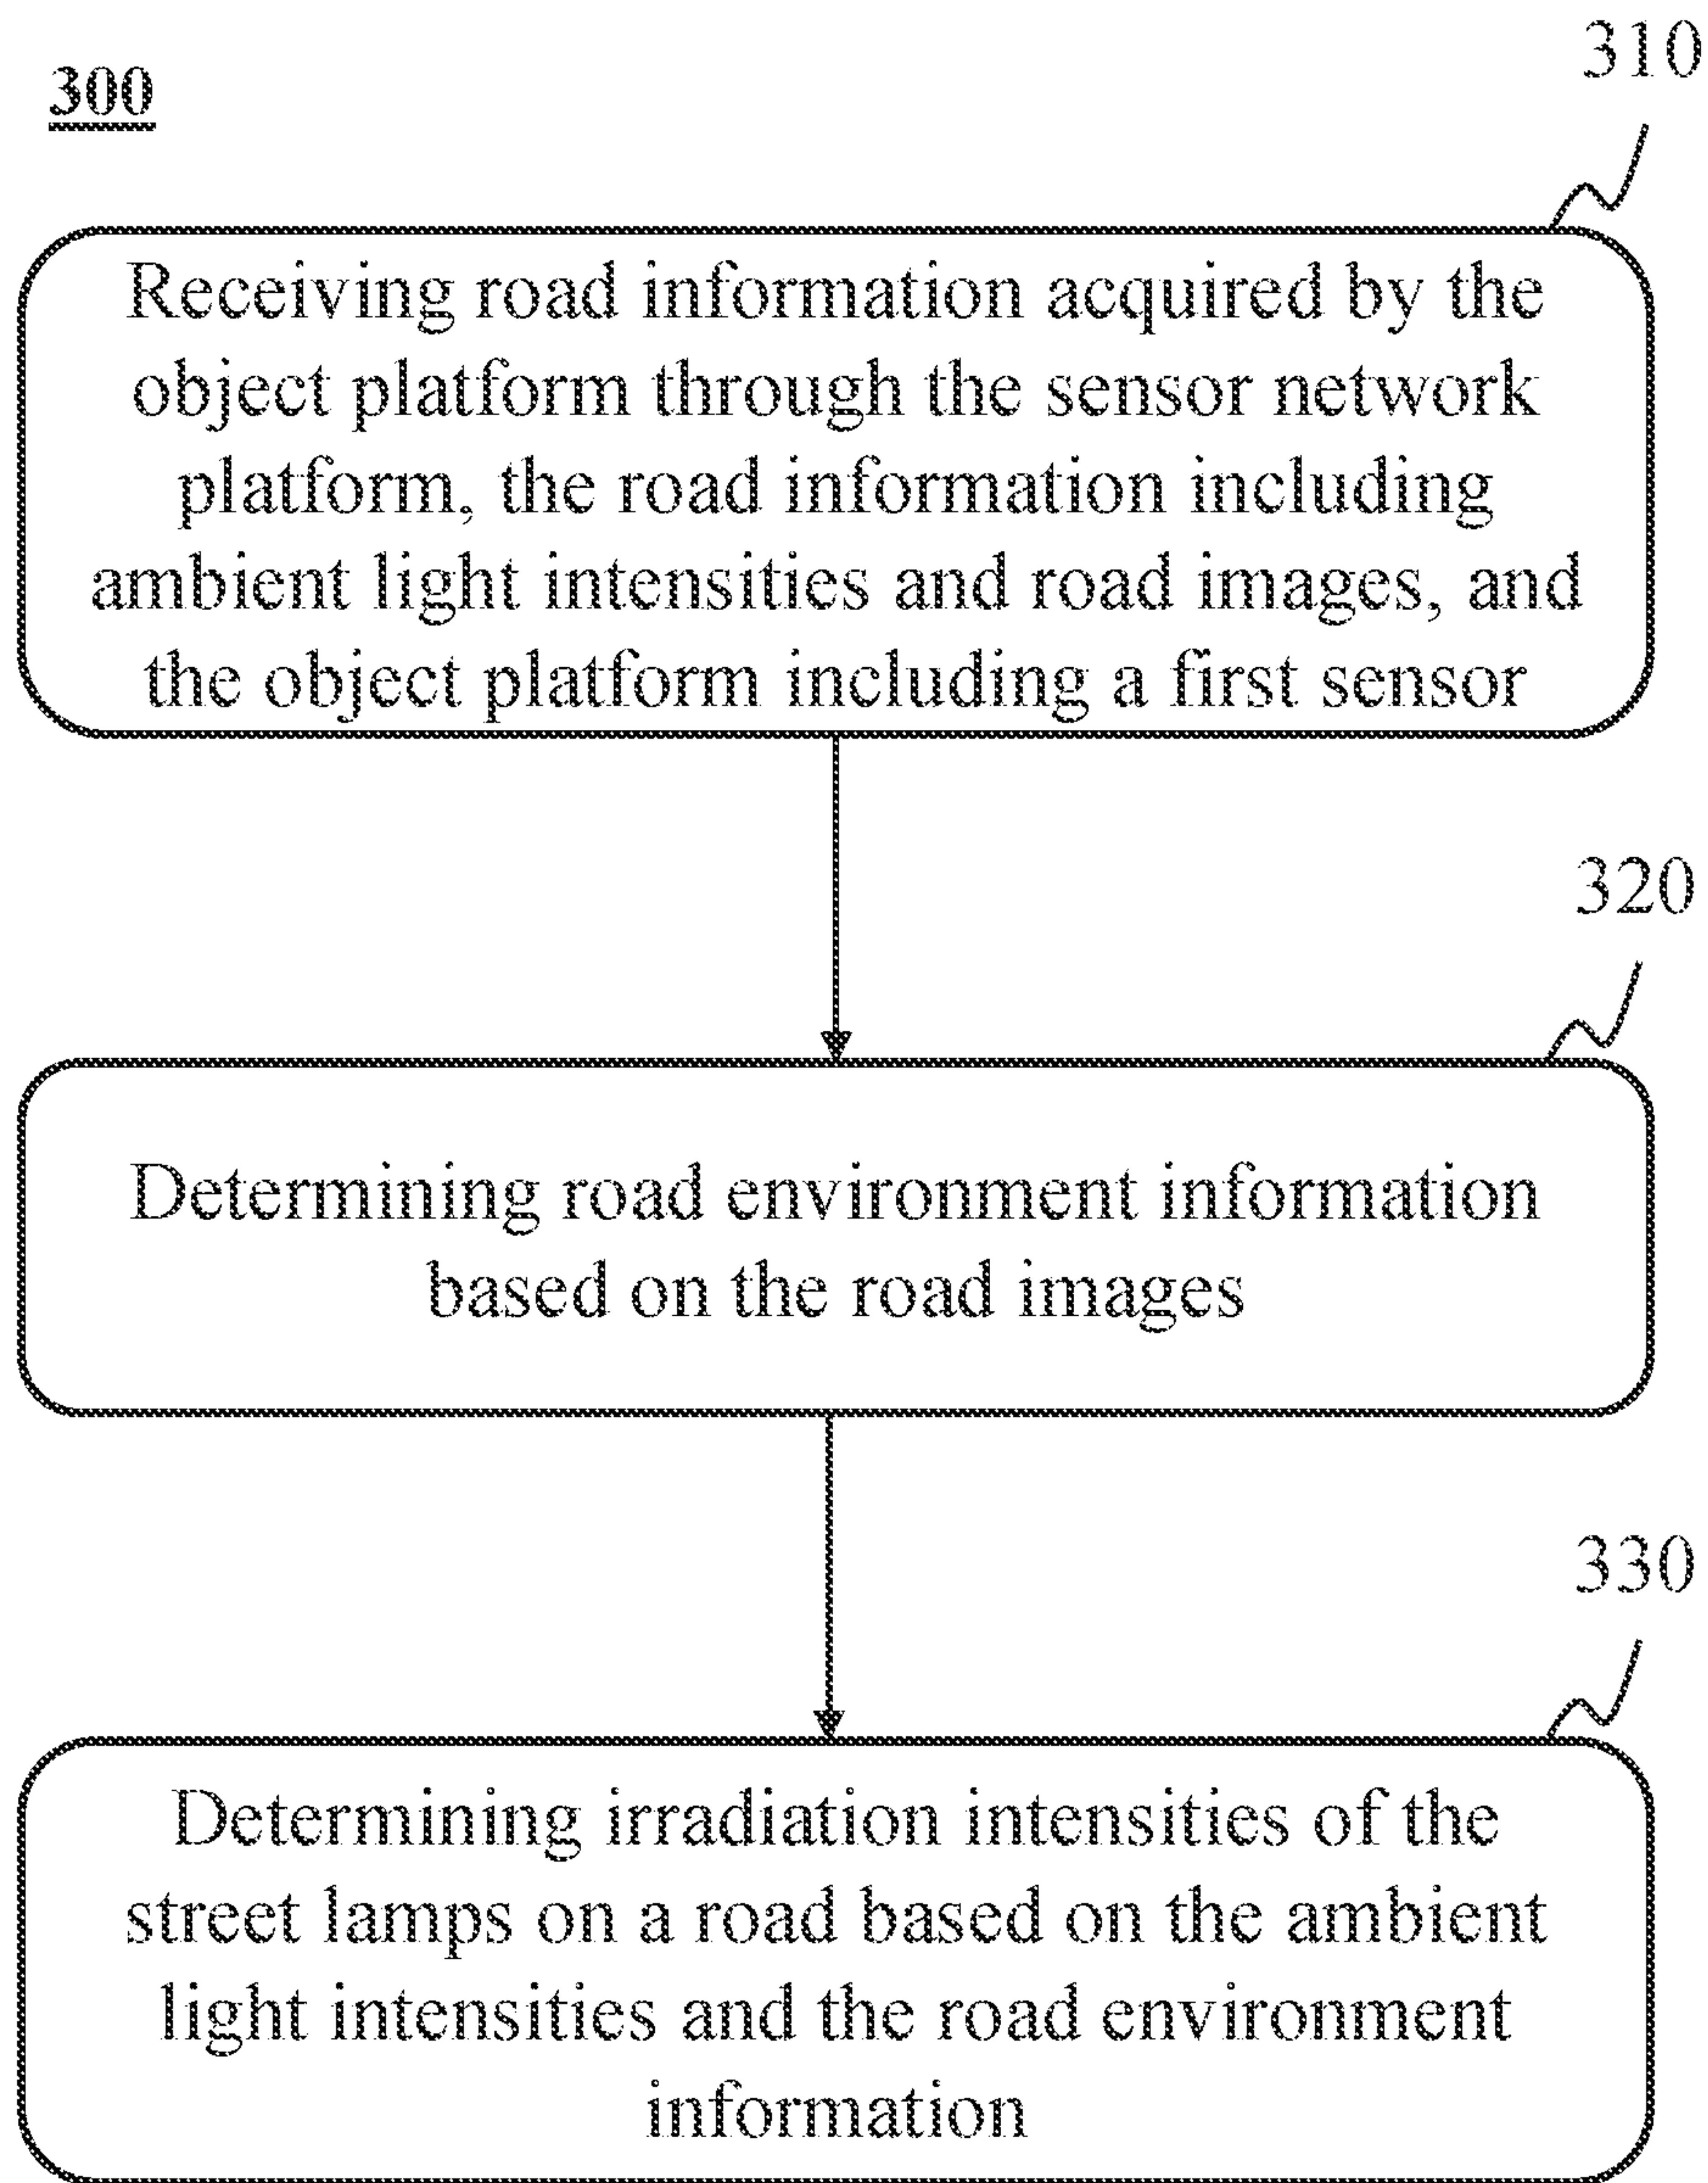 300
310
Receiving road information acquired by the
object platform through the sensor network
platform, the road information including
ambient light intensities and road images, and
the object platform including a first sensor
320
Determining road environment information
based on the road images
330
Determining irradiation intensities of the
street lamps on a road based on the ambient
light intensities and the road environment
information